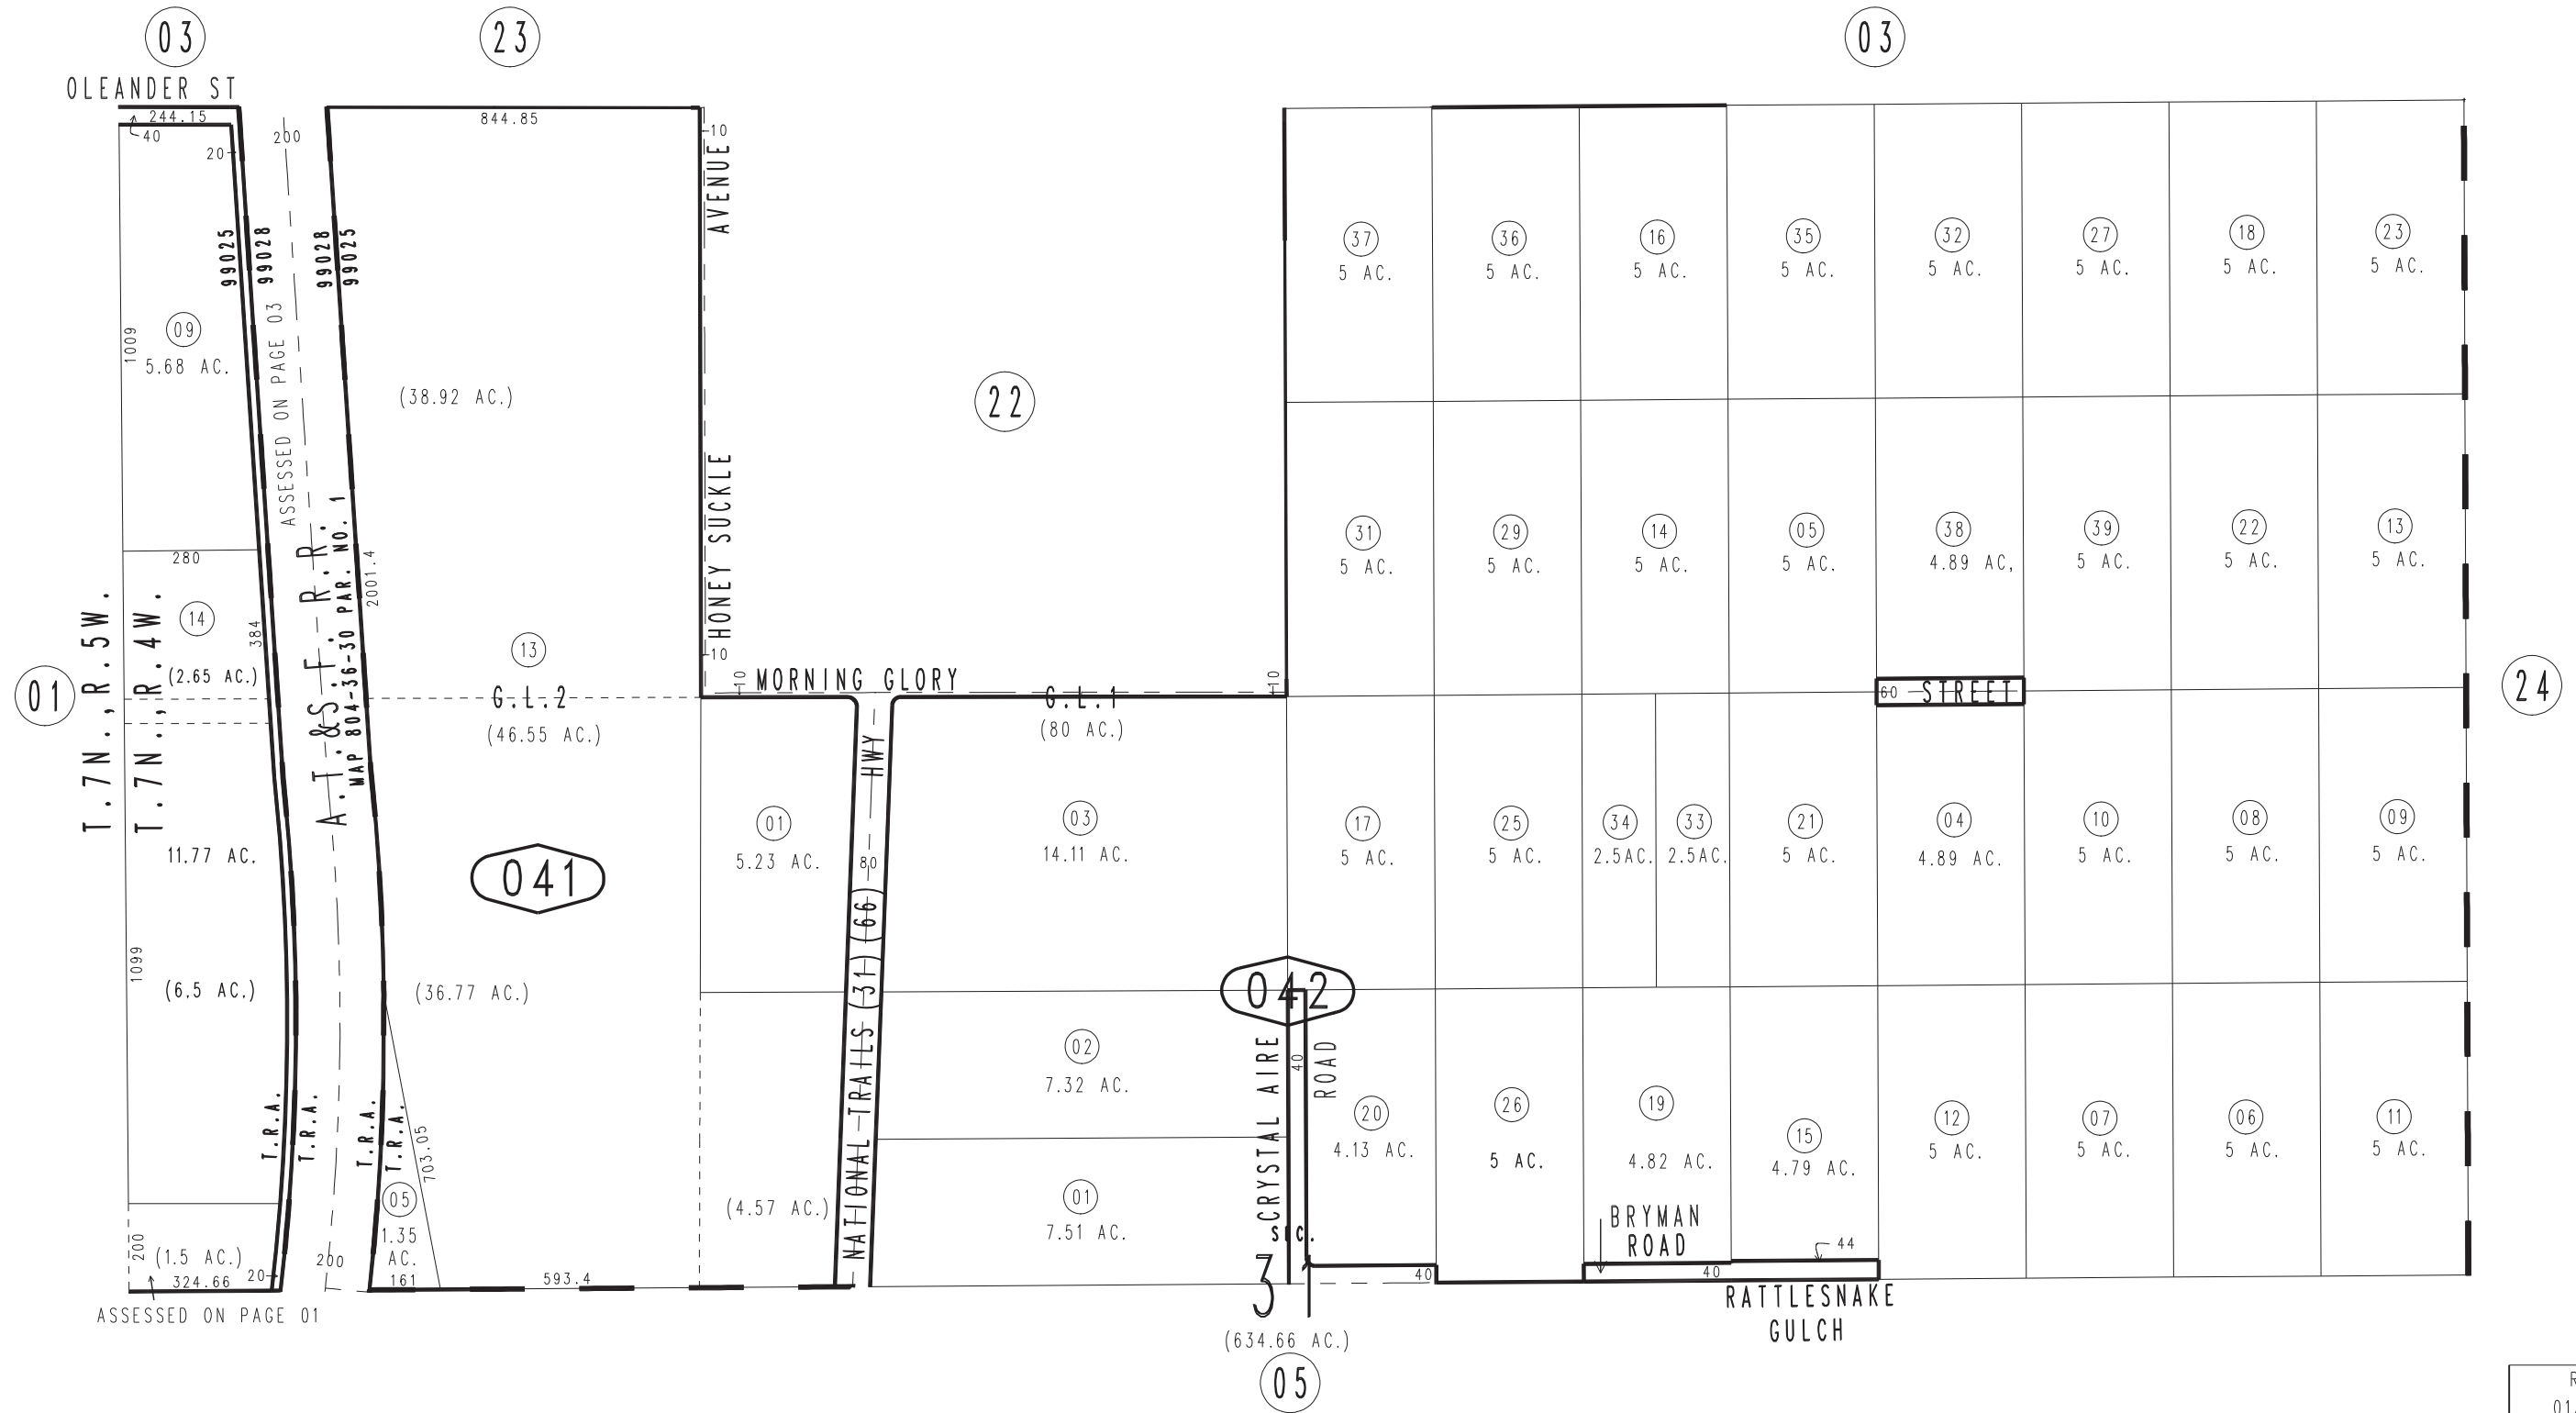 03
23
03
OLEANDER ST
244.15
40
20
200
844.85
10
AVENUE
99025
99028
99028
99025
37
5 AC.
36
5 AC.
16
5 AC.
35
5 AC.
32
5 AC.
27
5 AC.
18
5 AC.
23
5 AC.
1009
09
5.68 AC.
ASSESSED ON PAGE 03
(38.92 AC.)
22
HONEY SUCKLE
31
5 AC.
29
5 AC.
14
5 AC.
05
5 AC.
38
4.89 AC,
39
5 AC.
22
5 AC.
13
5 AC.
280
14
384
(2.65 AC.)
T.7N.,R.5W.
T.7N.,R.4W.
A.T.&S.F.R.R.
MAP 804-36-30 PAR. NO. 1
2001.4
13
G.L.2
(46.55 AC.)
10
10
MORNING GLORY
10
G.L.1
(80 AC.)
60
STREET
01
24
HWY
11.77 AC.
041
01
5.23 AC.
80
03
14.11 AC.
17
5 AC.
25
5 AC.
34
2.5AC.
33
2.5AC.
21
5 AC.
04
4.89 AC.
10
5 AC.
08
5 AC.
09
5 AC.
1099
(6.5 AC.)
(36.77 AC.)
NATIONAL TRAILS (31) (66)
042
02
7.32 AC.
CRYSTAL AIRE
40
ROAD
20
4.13 AC.
26
5 AC.
19
4.82 AC.
15
4.79 AC.
12
5 AC.
07
5 AC.
06
5 AC.
11
5 AC.
T.R.A.
T.R.A.
T.R.A.
T.R.A.
703.05
05
1.35
AC.
161
(4.57 AC.)
01
7.51 AC.
SEC.
3
(634.66 AC.)
BRYMAN
ROAD
44
40
40
200
(1.5 AC.)
324.66
20
200
593.4
ASSESSED ON PAGE 01
RATTLESNAKE
GULCH
05